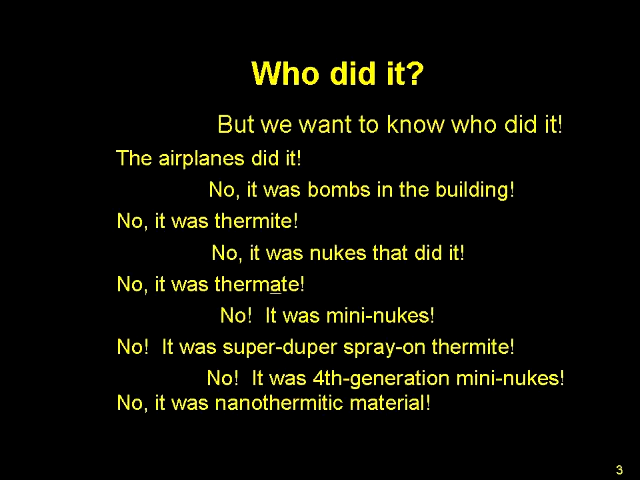 Who did it?
But we want to know who did it!
The airplanes did it!
No, it was bombs in the building!
No, it was thermite!
No, it was nukes that did it!
No, it was thermate!
No!  It was mini-nukes!
No!  It was super-duper spray-on thermite!
No!  It was 4th-generation mini-nukes!
No, it was nanothermitic material!
3